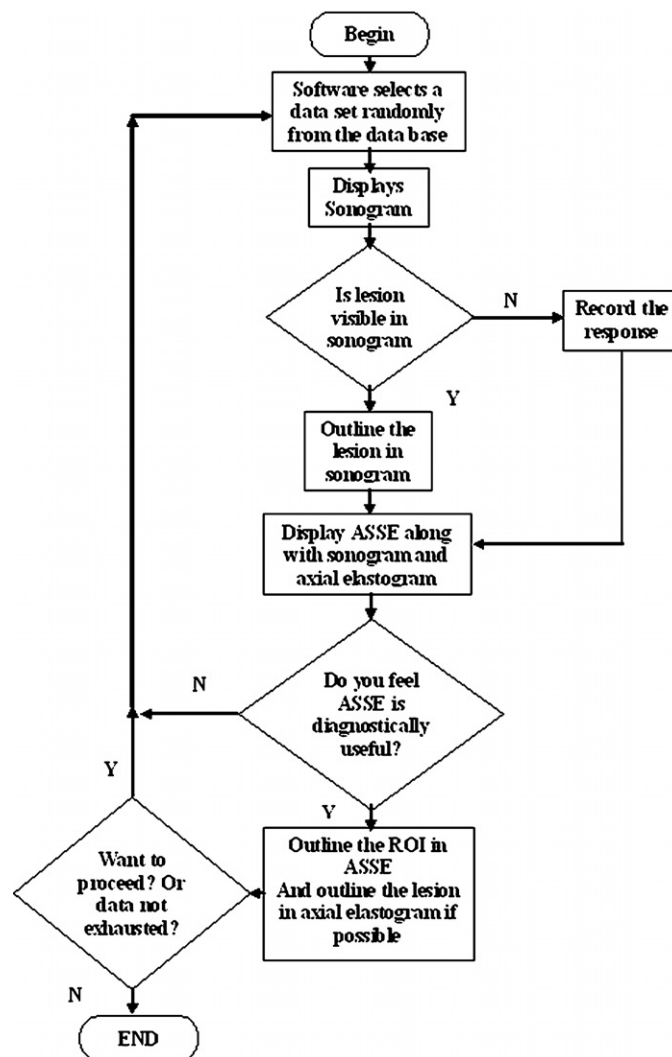 Begin
Software selects a
data set randomly
from the data base
Displays
Sonogram
Is lesion
visible in
sonogram
N
Record the
response
Y
Outline the
lesion in
sonogram
Display ASSE along
with sonogram and
axial elastogram
Do you feel
ASSE is
diagnostically
useful?
N
Y
Outline the ROI in
ASSE
And outline the lesion
in axial elastogram if
possible
Y
Want to
proceed? Or
data not
exhausted?
N
END